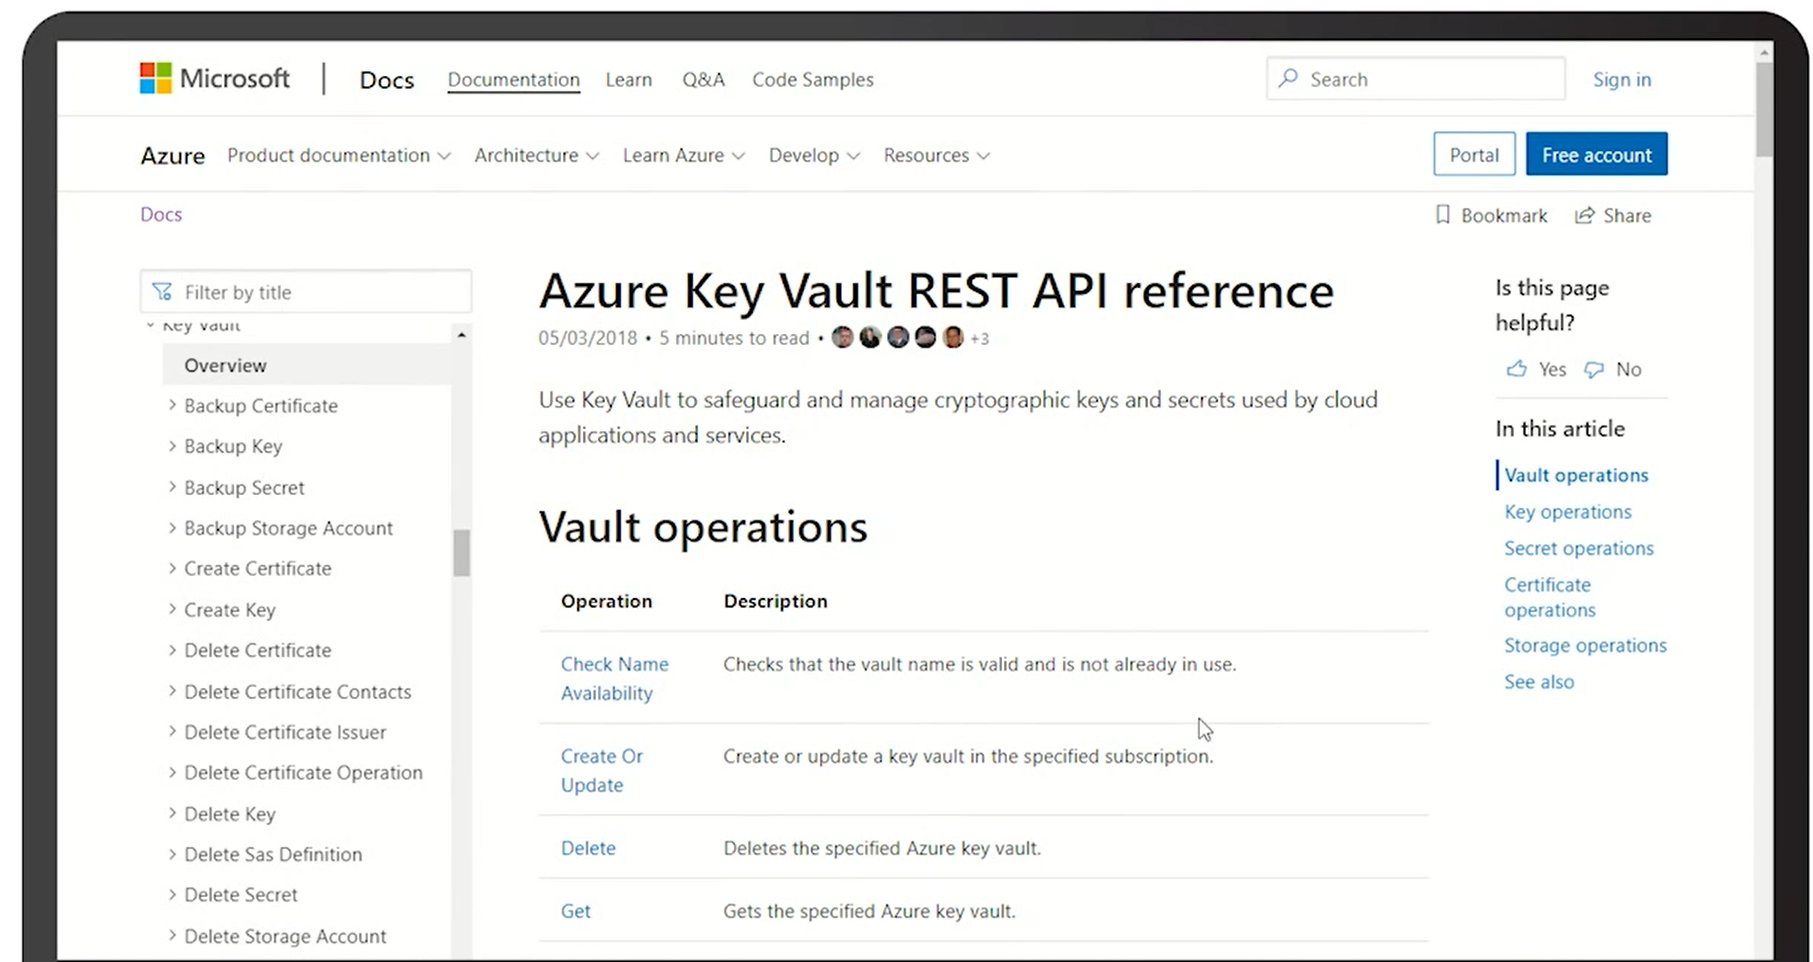 Microsoft | Docs Documentation Learn Q&A Code Samples Search Sign in
Azure Product documentation Architecture Learn Azure Develop Resources Portal Free account
Docs
Bookmark Share
Filter by title
Key Vault
Overview
Backup Certificate
Backup Key
Backup Secret
Backup Storage Account
Create Certificate
Create Key
Delete Certificate
Delete Certificate Contacts
Delete Certificate Issuer
Delete Certificate Operation
Delete Key
Delete Sas Definition
Delete Secret
Delete Storage Account
Azure Key Vault REST API reference
05/03/2018 • 5 minutes to read • +3
Use Key Vault to safeguard and manage cryptographic keys and secrets used by cloud
applications and services.
Vault operations
Operation Description
Check Name
Availability
Checks that the vault name is valid and is not already in use.
Create Or
Update
Create or update a key vault in the specified subscription.
Delete Deletes the specified Azure key vault.
Get Gets the specified Azure key vault.
Is this page
helpful?
Yes No
In this article
Vault operations
Key operations
Secret operations
Certificate
operations
Storage operations
See also